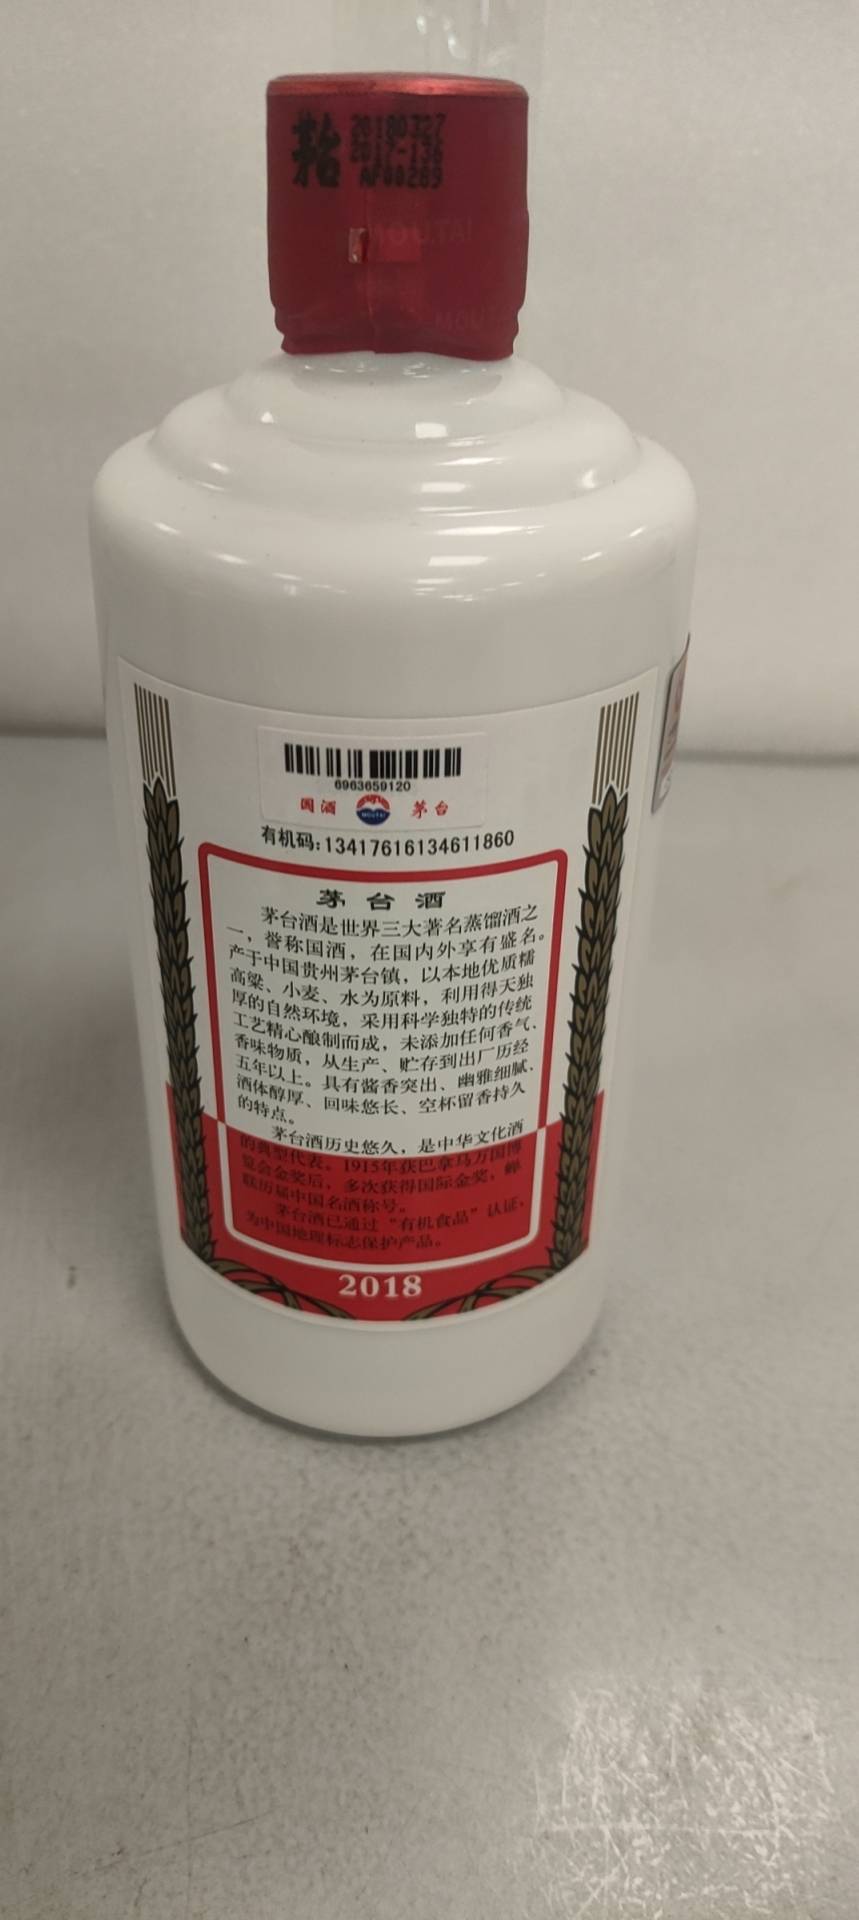 茅台
20180327
2017-136
AF00289
MOUTAI
MOUTAI
6963659120
国酒 MOUTAI 茅台
有机码:13417616134611860
茅台酒
茅台酒是世界三大著名蒸馏酒之
一，誉称国酒，在国内外享有盛名。
产于中国贵州茅台镇，以本地优质糯
高粱、小麦、水为原料，利用得天独
厚的自然环境，采用科学独特的传统
工艺精心酿制而成，未添加任何香气、
香味物质，从生产、贮存到出厂历经
五年以上。具有酱香突出、幽雅细腻、
酒体醇厚、回味悠长、空杯留香持久
的特点。
茅台酒历史悠久，是中华文化酒
的典型代表。1915年获巴拿马万国博
览会金奖后，多次获得国际金奖，蝉
联历届中国名酒称号。
茅台酒已通过“有机食品”认证，
为中国地理标志保护产品。
2018